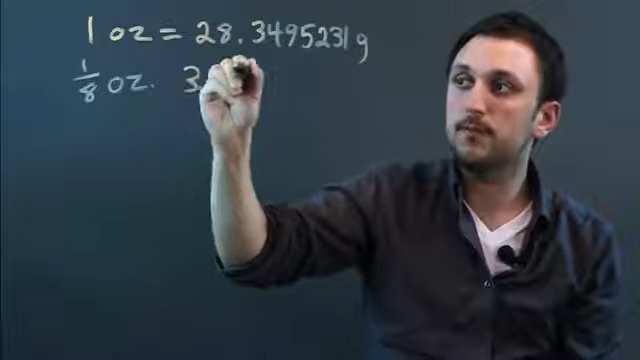 1 oz = 28.3495231 g
1/8 oz. 3